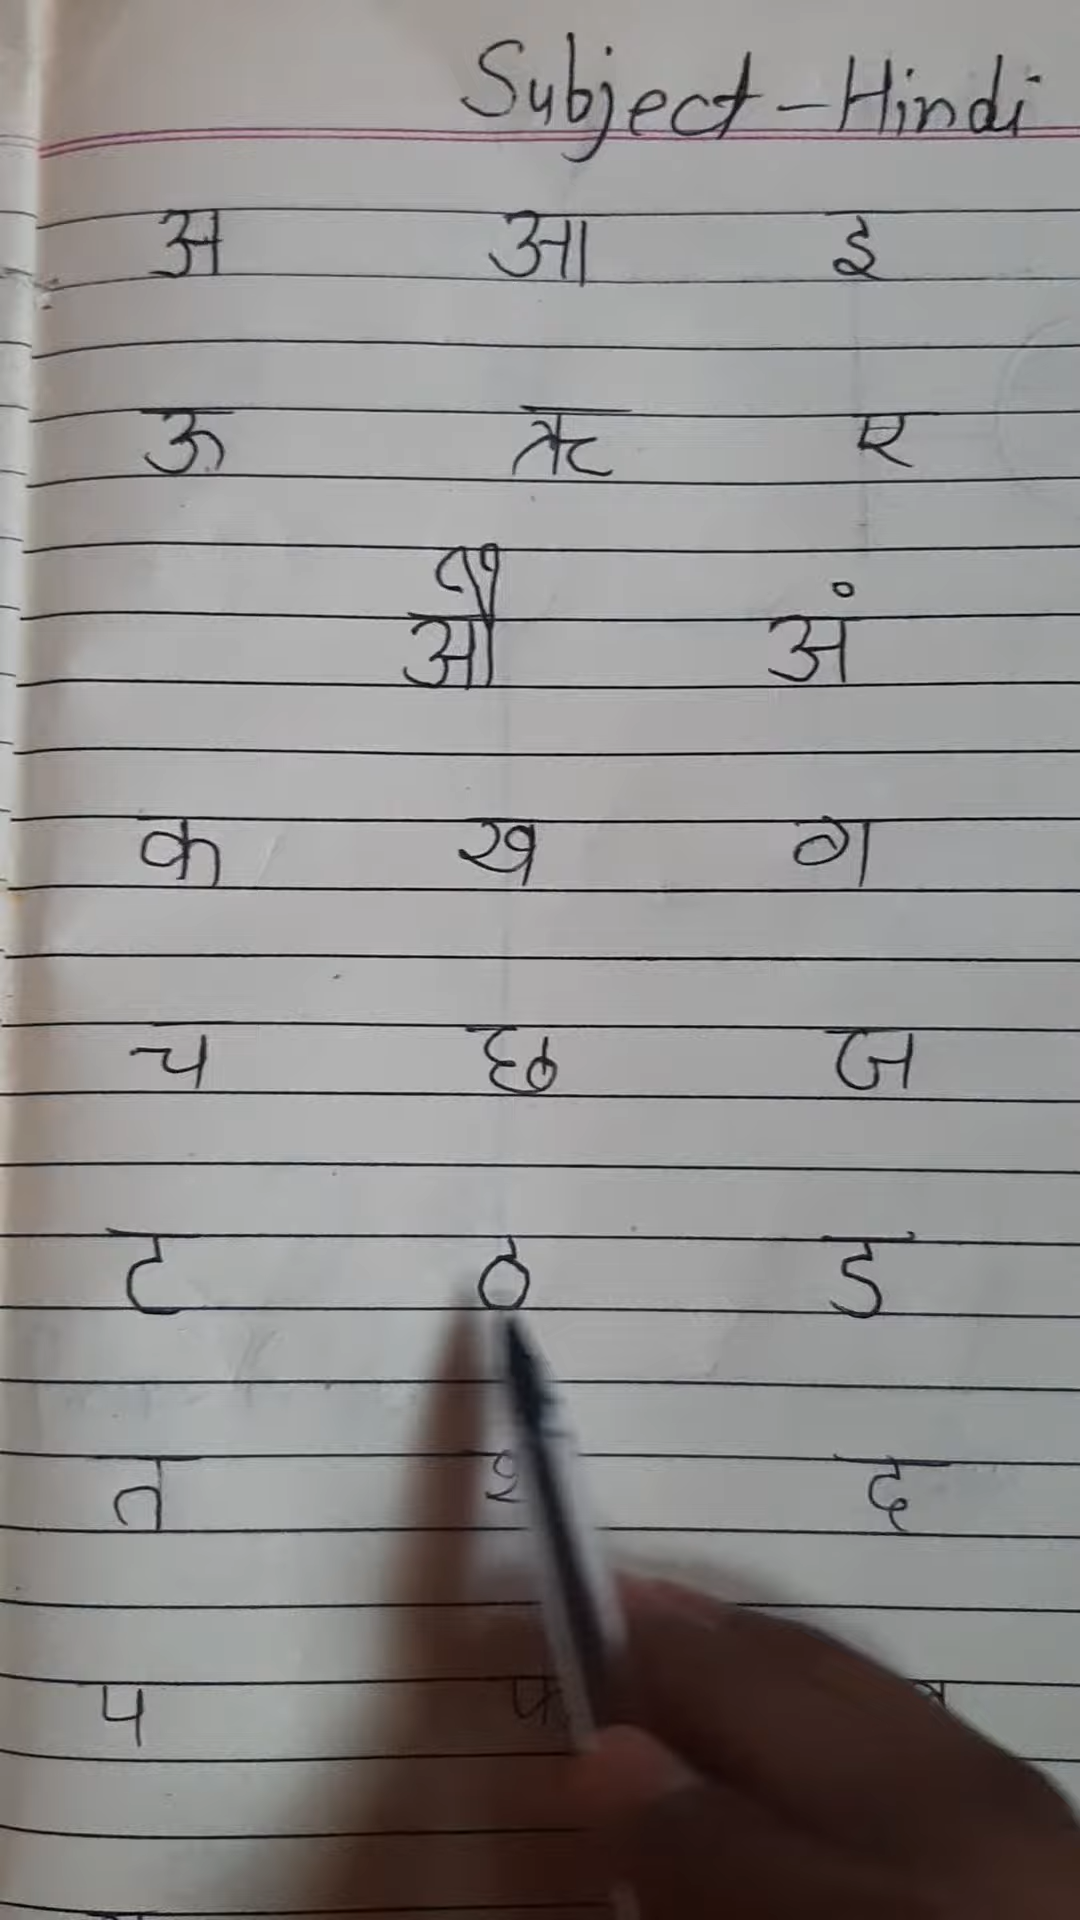 Subject - Hindi
अ आ इ
ऊ ऋ ए
औ अं
क ख ग
च छ ज
ट ठ ड
त द
प